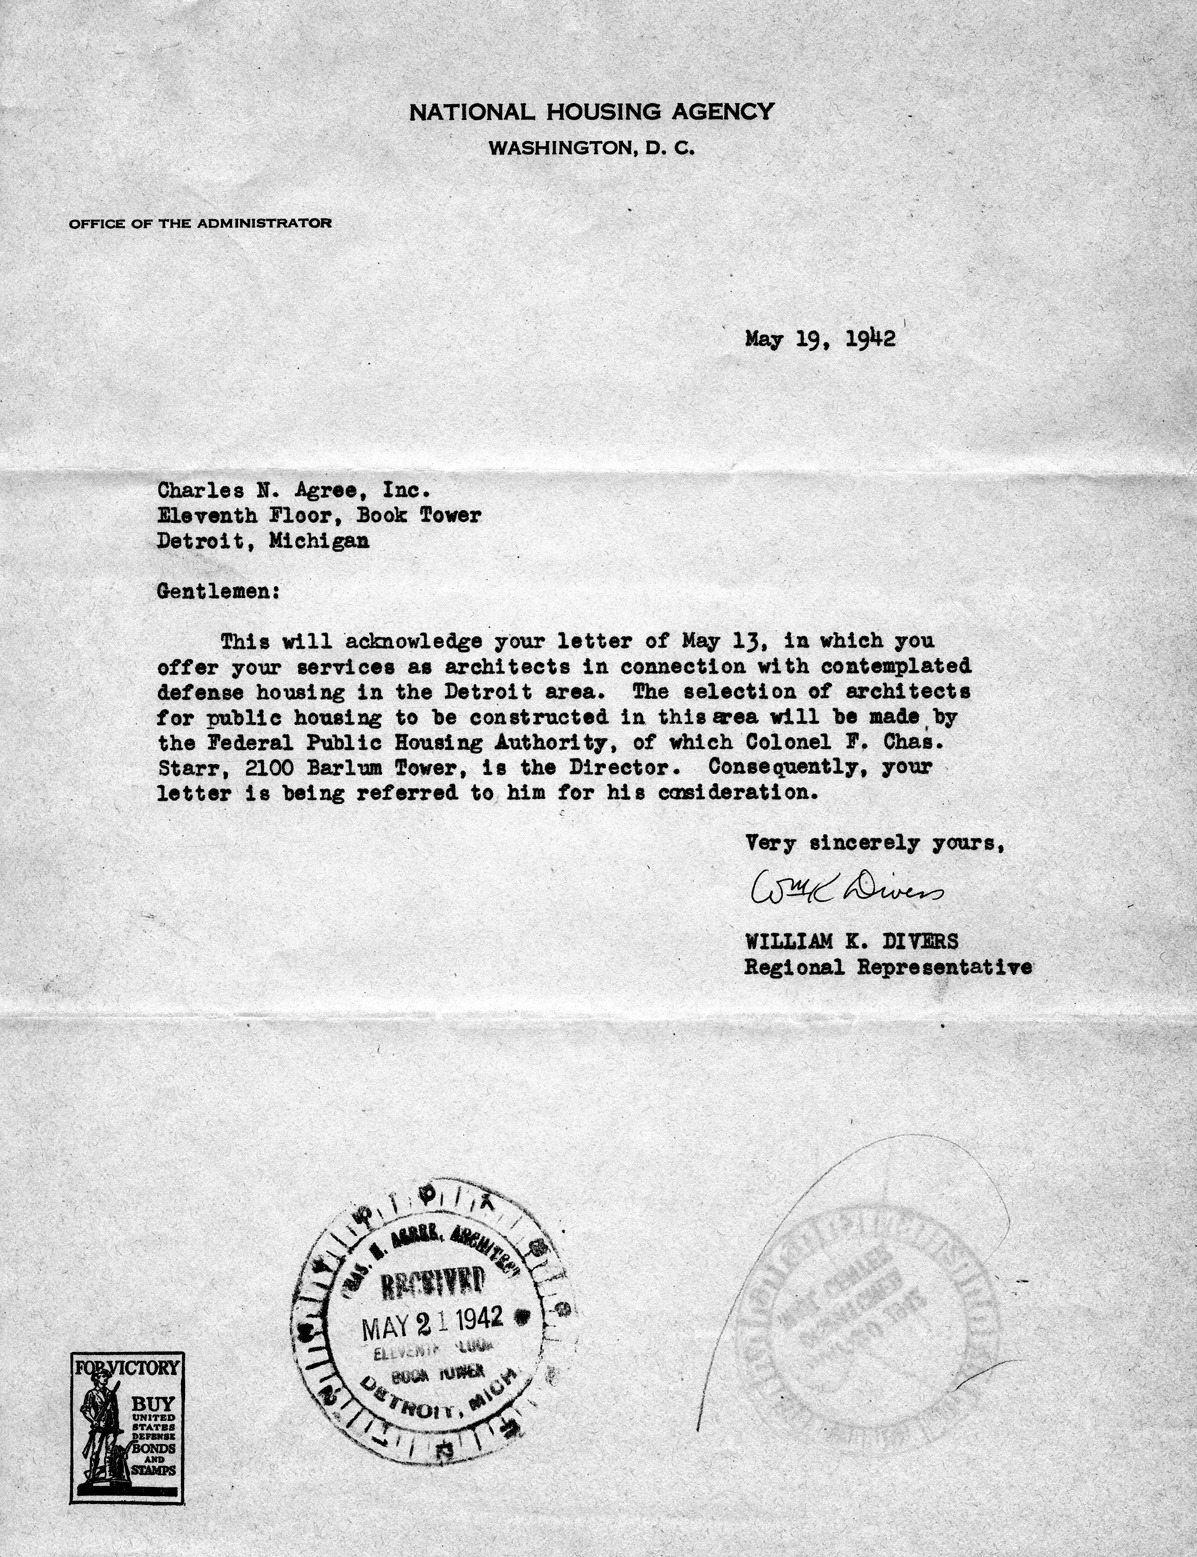 NATIONAL HOUSING AGENCY
WASHINGTON, D. C.
OFFICE OF THE ADMINISTRATOR
May 19, 1942
Charles N. Agree, Inc.
Eleventh Floor, Book Tower
Detroit, Michigan
Gentlemen:
This will acknowledge your letter of May 13, in which you
offer your services as architects in connection with contemplated
defense housing in the Detroit area. The selection of architects
for public housing to be constructed in this area will be made by
the Federal Public Housing Authority, of which Colonel F. Chas.
Starr, 2100 Barlum Tower, is the Director. Consequently, your
letter is being referred to him for his consideration.
Very sincerely yours,
Wm K Divers
WILLIAM K. DIVERS
Regional Representative
CHAS. N. AGREE, ARCHITECT
RECEIVED
MAY 21 1942
ELEVENTH FLOOR
BOOK TOWER
DETROIT, MICH
FOR VICTORY
BUY
UNITED
STATES
DEFENSE
BONDS
AND
STAMPS